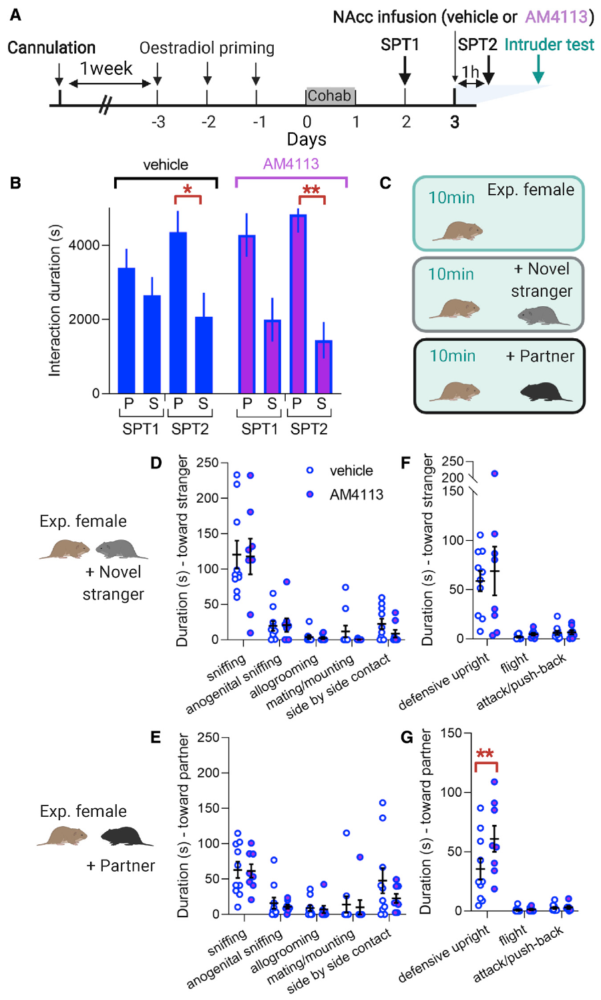 A
NAcc infusion (vehicle or AM4113)
Cannulation
Oestradiol priming
SPT1
SPT2
Intruder test
1week
1h
Cohab
-3
-2
-1
0
1
2
3
Days
B
vehicle
AM4113
*
**
Interaction duration (s)
4000
2000
0
P
S
P
S
P
S
P
S
SPT1
SPT2
SPT1
SPT2
C
10min
Exp. female
10min
+ Novel
stranger
10min
+ Partner
D
Duration (s) - toward stranger
250
200
150
100
50
0
vehicle
AM4113
sniffing
anogenital sniffing
allogrooming
mating/mounting
side by side contact
Exp. female
+ Novel
stranger
F
Duration (s) - toward stranger
250
200
150
100
50
0
defensive upright
flight
attack/push-back
E
Duration (s) - toward partner
250
200
150
100
50
0
sniffing
anogenital sniffing
allogrooming
mating/mounting
side by side contact
Exp. female
+ Partner
G
Duration (s) - toward partner
150
100
50
0
**
defensive upright
flight
attack/push-back